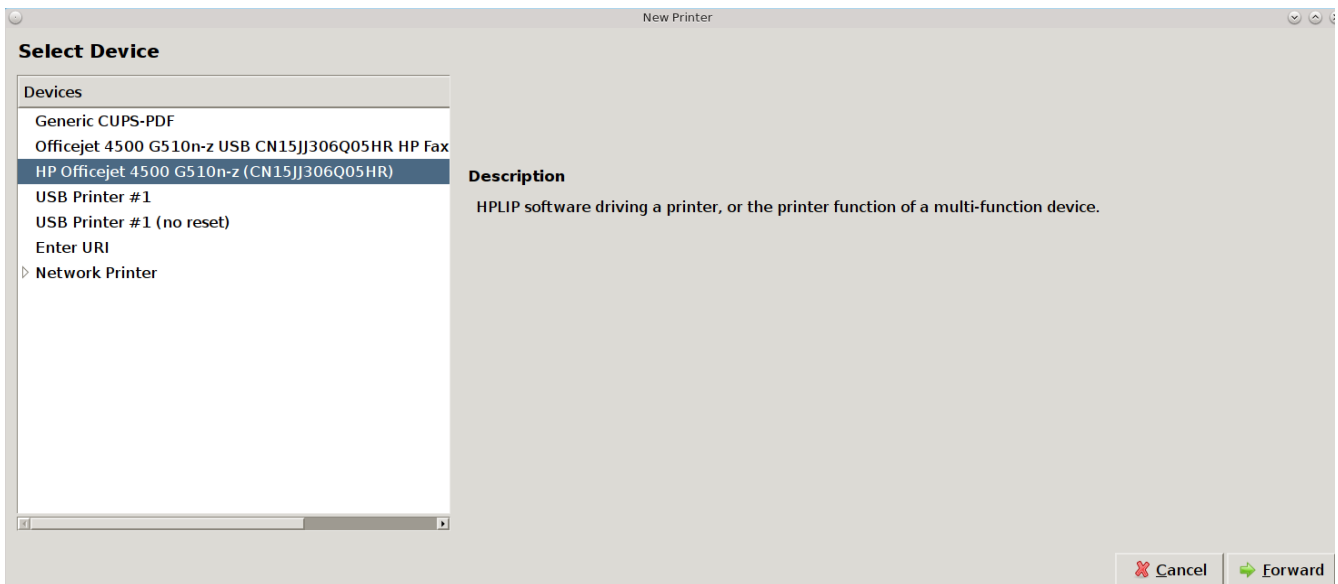 New Printer
Select Device
Devices
Generic CUPS-PDF
Officejet 4500 G510n-z USB CN15JJ306Q05HR HP Fax
HP Officejet 4500 G510n-z (CN15JJ306Q05HR)
USB Printer #1
USB Printer #1 (no reset)
Enter URI
Network Printer
Description
HPLIP software driving a printer, or the printer function of a multi-function device.
Cancel
Forward